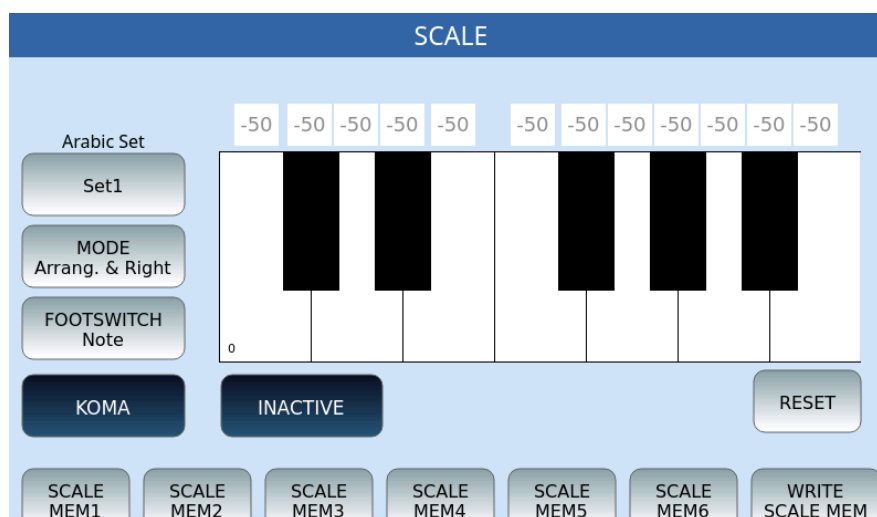 SCALE
-50 -50 -50 -50 -50 -50 -50 -50 -50 -50 -50 -50
Arabic Set
Set1
MODE
Arrang. & Right
FOOTSWITCH
Note
0
KOMA
INACTIVE
RESET
SCALE
MEM1
SCALE
MEM2
SCALE
MEM3
SCALE
MEM4
SCALE
MEM5
SCALE
MEM6
WRITE
SCALE MEM